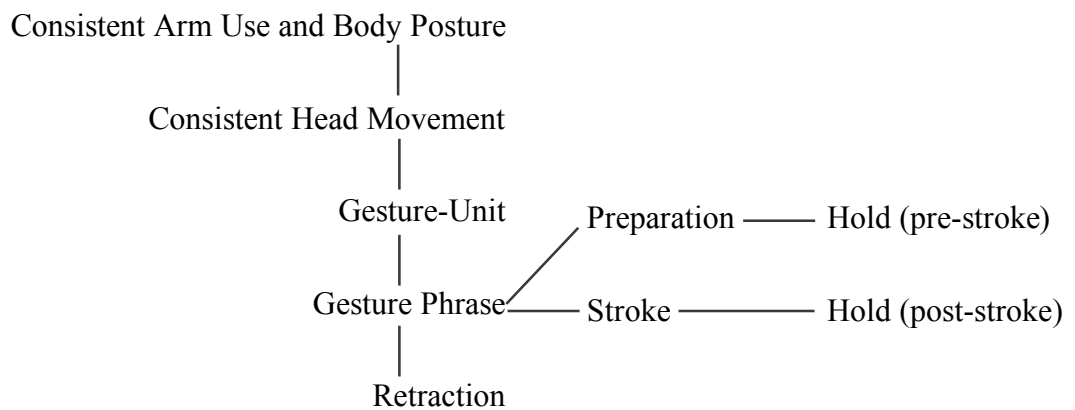 Consistent Arm Use and Body Posture
Consistent Head Movement
Gesture-Unit
Preparation
Hold (pre-stroke)
Gesture Phrase
Stroke
Hold (post-stroke)
Retraction